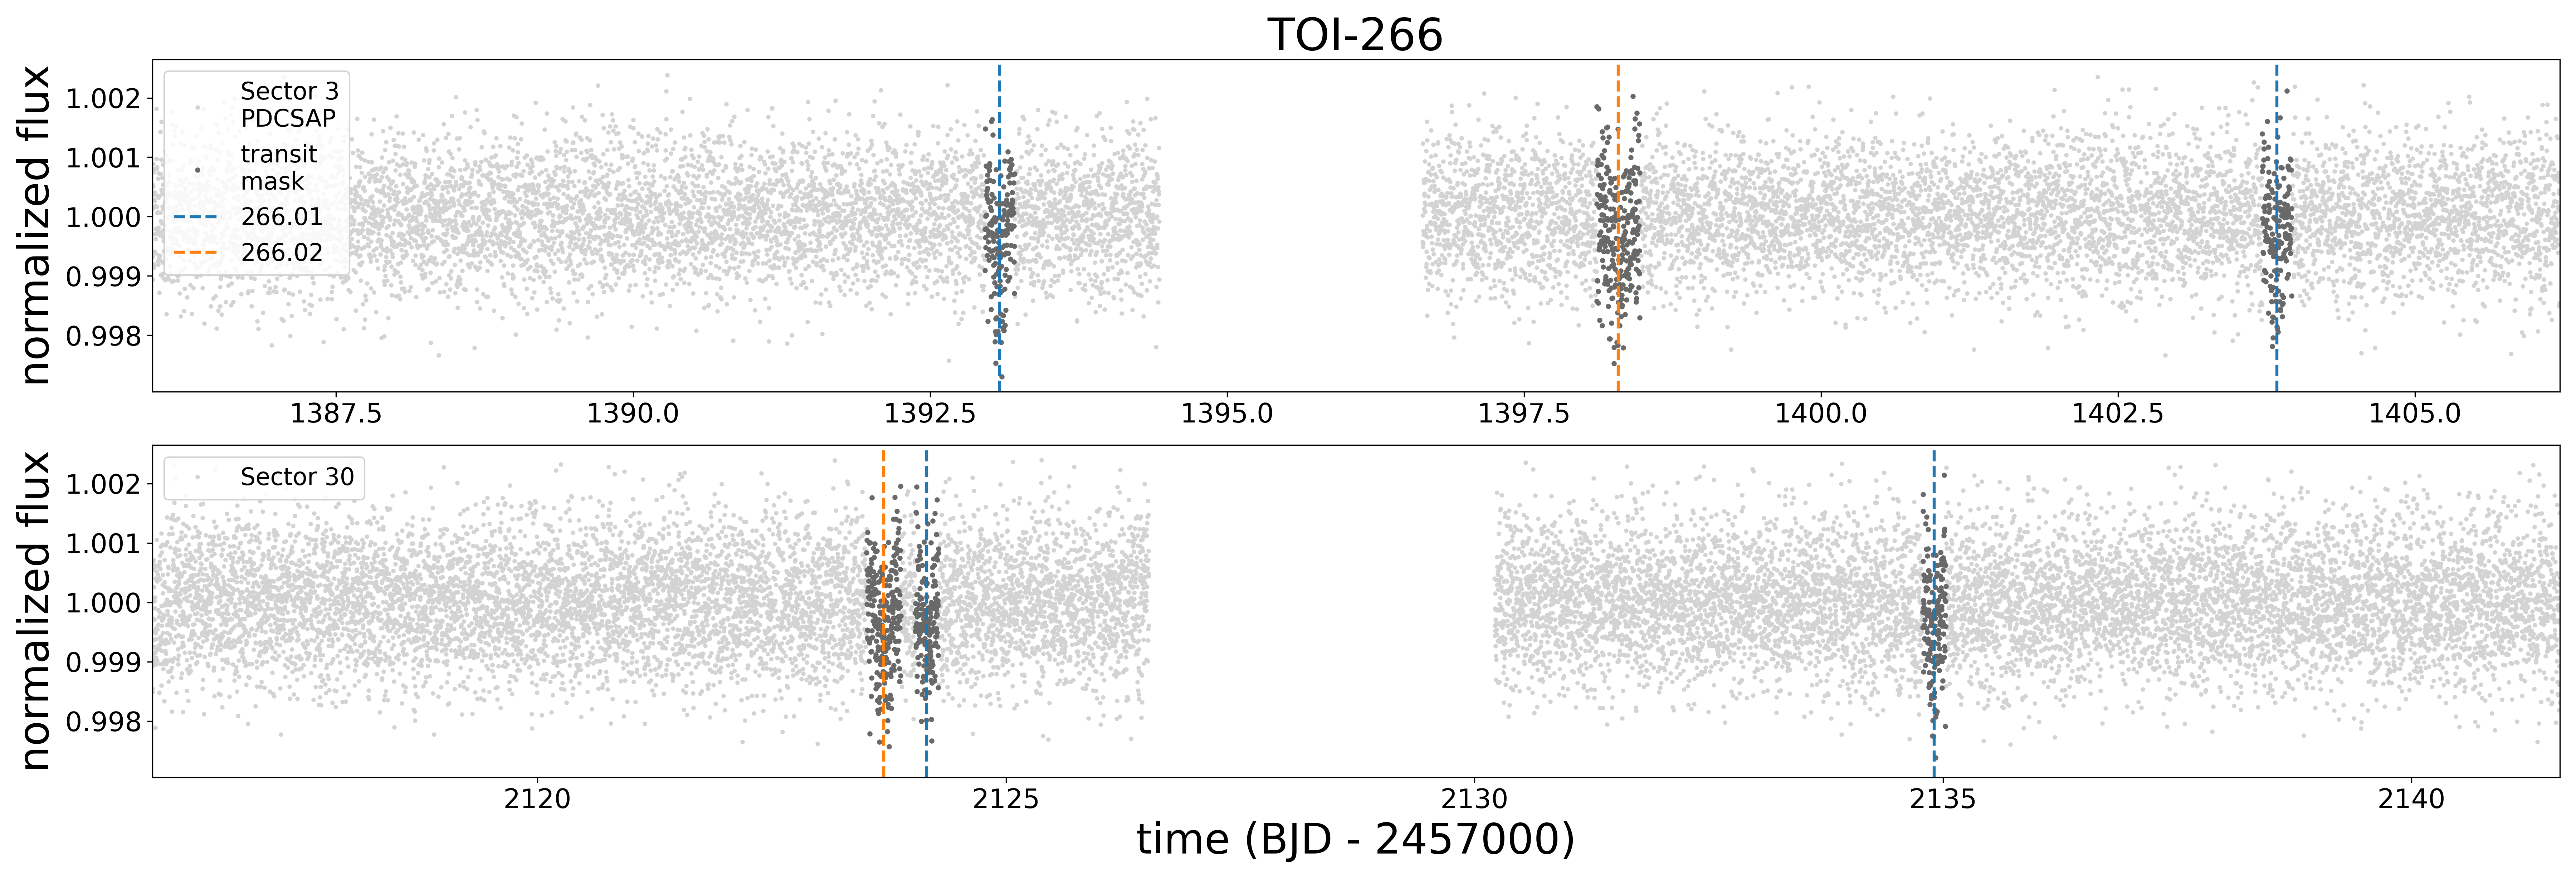 TOI-266
normalized flux
1.002
1.001
1.000
0.999
0.998
Sector 3
PDCSAP
transit
mask
266.01
266.02
1387.5 1390.0 1392.5 1395.0 1397.5 1400.0 1402.5 1405.0
normalized flux
1.002
1.001
1.000
0.999
0.998
Sector 30
2120 2125 2130 2135 2140
time (BJD - 2457000)